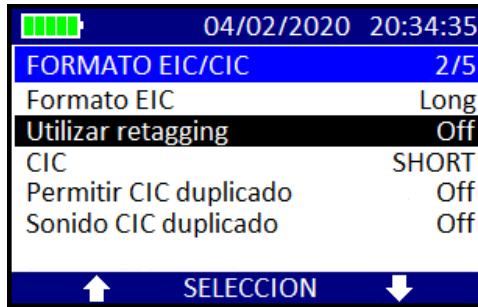 04/02/2020 20:34:35
FORMATO EIC/CIC 2/5
Formato EIC Long
Utilizar retagging Off
CIC SHORT
Permitir CIC duplicado Off
Sonido CIC duplicado Off
SELECCION